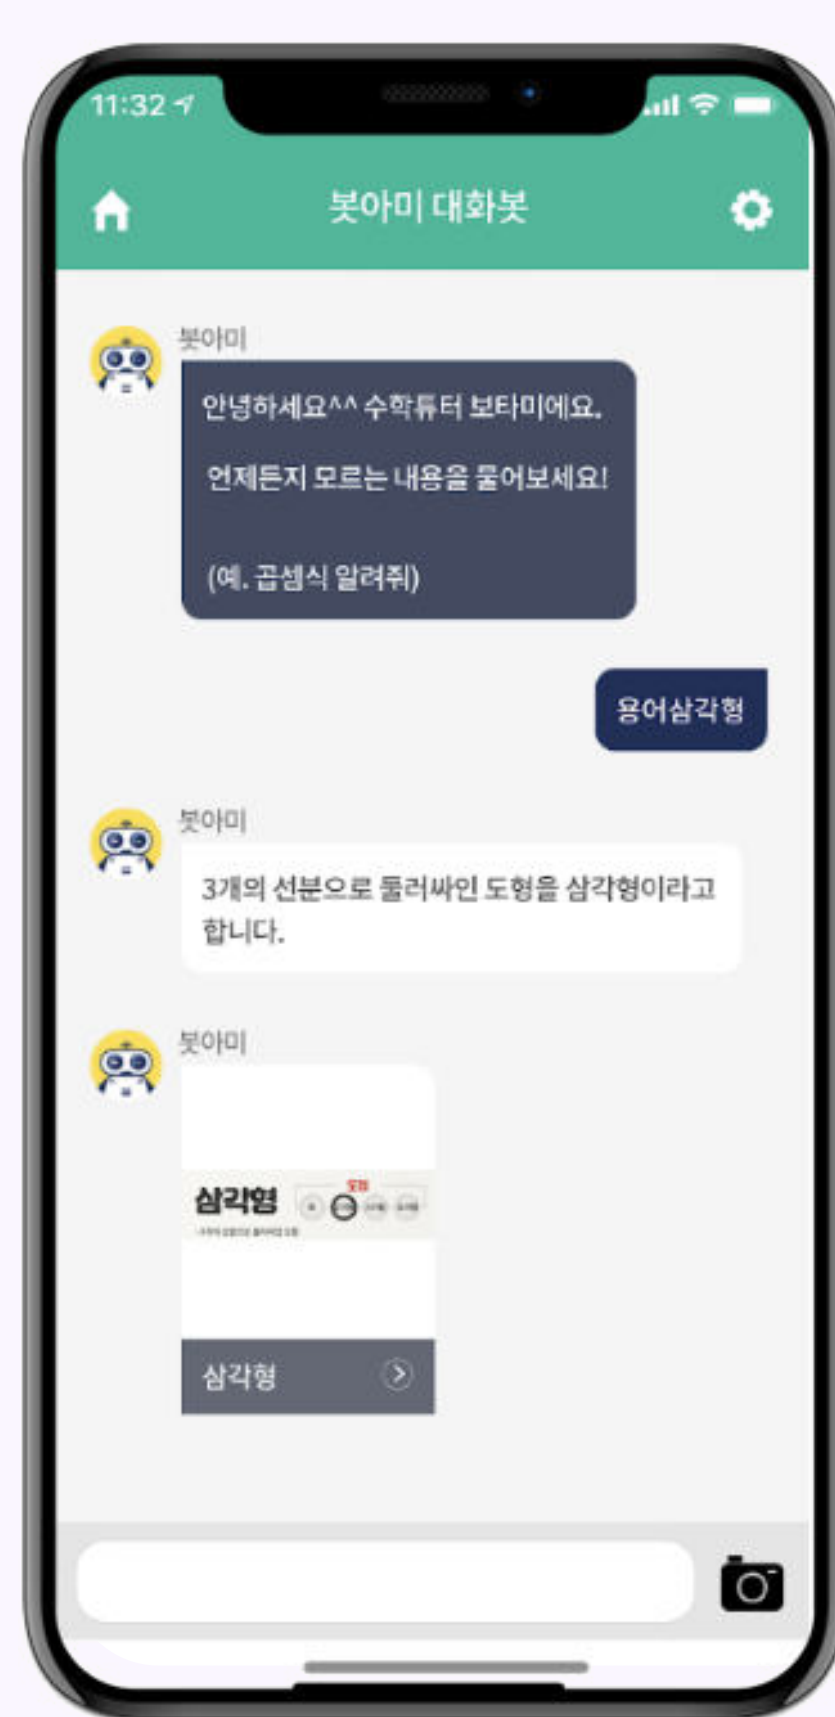 11:32
봇아미 대화봇
봇아미
안녕하세요^^ 수학튜터 보타미에요.
언제든지 모르는 내용을 물어보세요!
(예. 곱셈식 알려줘)
용어삼각형
봇아미
3개의 선분으로 둘러싸인 도형을 삼각형이라고
합니다.
봇아미
삼각형
도형
삼각형